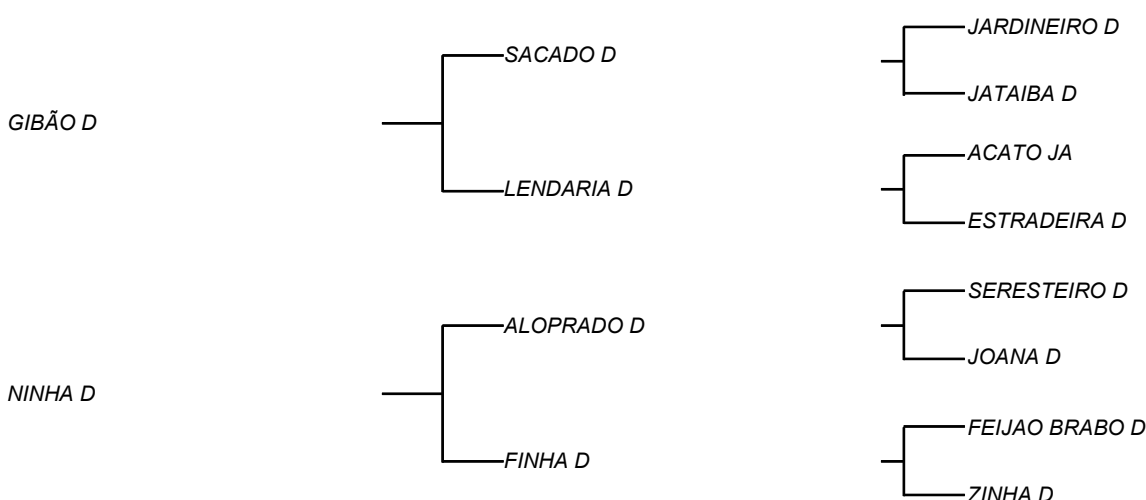 JARDINEIRO D
SACADO D
JATAIBA D
GIBÃO D
ACATO JA
LENDARIA D
ESTRADEIRA D
SERESTEIRO D
ALOPRADO D
JOANA D
NINHA D
FEIJAO BRABO D
FINHA D
ZINHA D